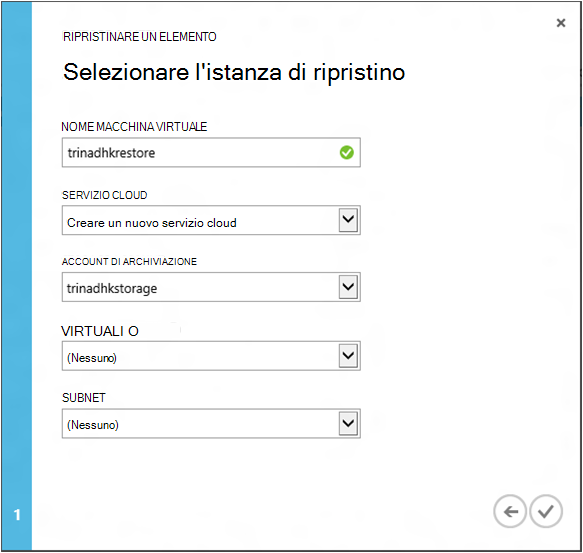 RIPRISTINARE UN ELEMENTO
Selezionare l'istanza di ripristino
NOME MACCHINA VIRTUALE
trinadhkrestore
SERVIZIO CLOUD
Creare un nuovo servizio cloud
ACCOUNT DI ARCHIVIAZIONE
trinadhkstorage
VIRTUALI O
(Nessuno)
SUBNET
(Nessuno)
1